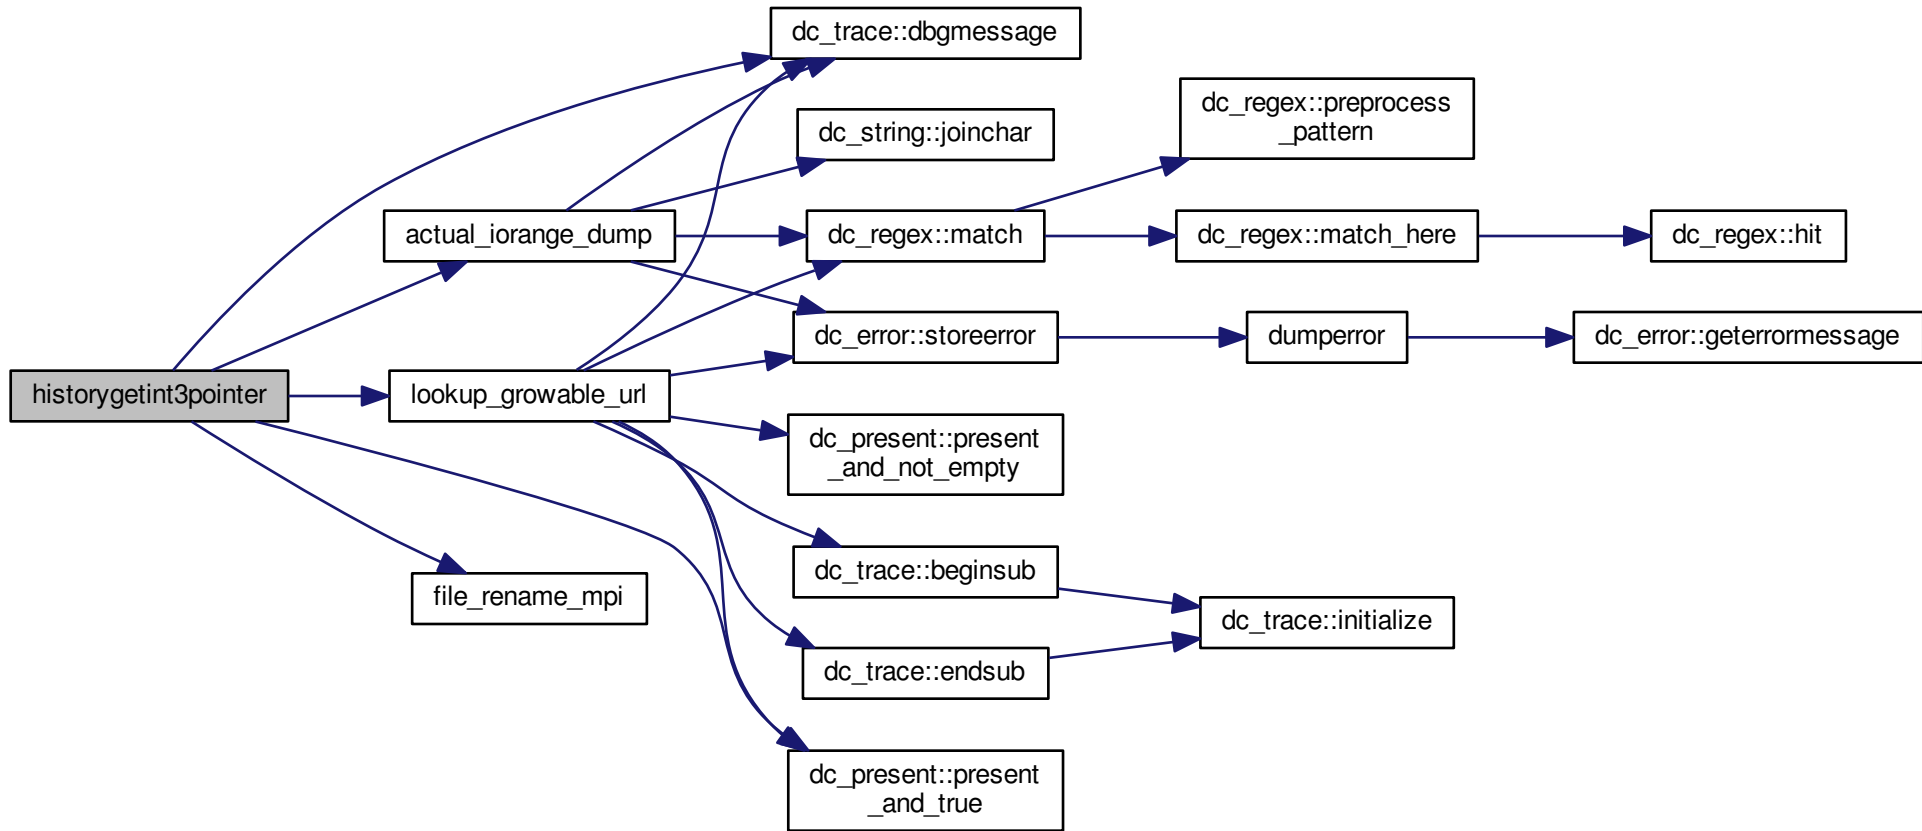 dc_trace::dbgmessage
dc_regex::preprocess
_pattern
dc_string::joinchar
actual_iorange_dump
dc_regex::match
dc_regex::match_here
dc_regex::hit
dc_error::storeerror
dumperror
dc_error::geterrormessage
historygetint3pointer
lookup_growable_url
dc_present::present
_and_not_empty
dc_trace::beginsub
file_rename_mpi
dc_trace::initialize
dc_trace::endsub
dc_present::present
_and_true